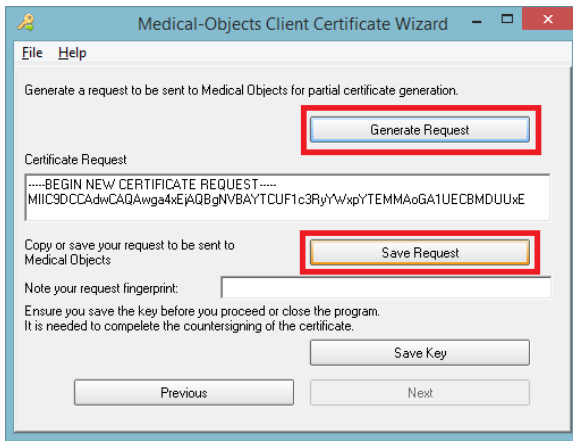 Medical-Objects Client Certificate Wizard
File Help
Generate a request to be sent to Medical Objects for partial certificate generation.
Generate Request
Certificate Request
-----BEGIN NEW CERTIFICATE REQUEST-----
MIIC9DCCAdwCAQAwga4xEjAQBgNVBAYTCUF1c3RyYWxpYTEMMAoGA1UECBMDUUxE
Copy or save your request to be sent to
Medical Objects
Save Request
Note your request fingerprint:
Ensure you save the key before you proceed or close the program.
It is needed to compelete the countersigning of the certificate.
Save Key
Previous
Next